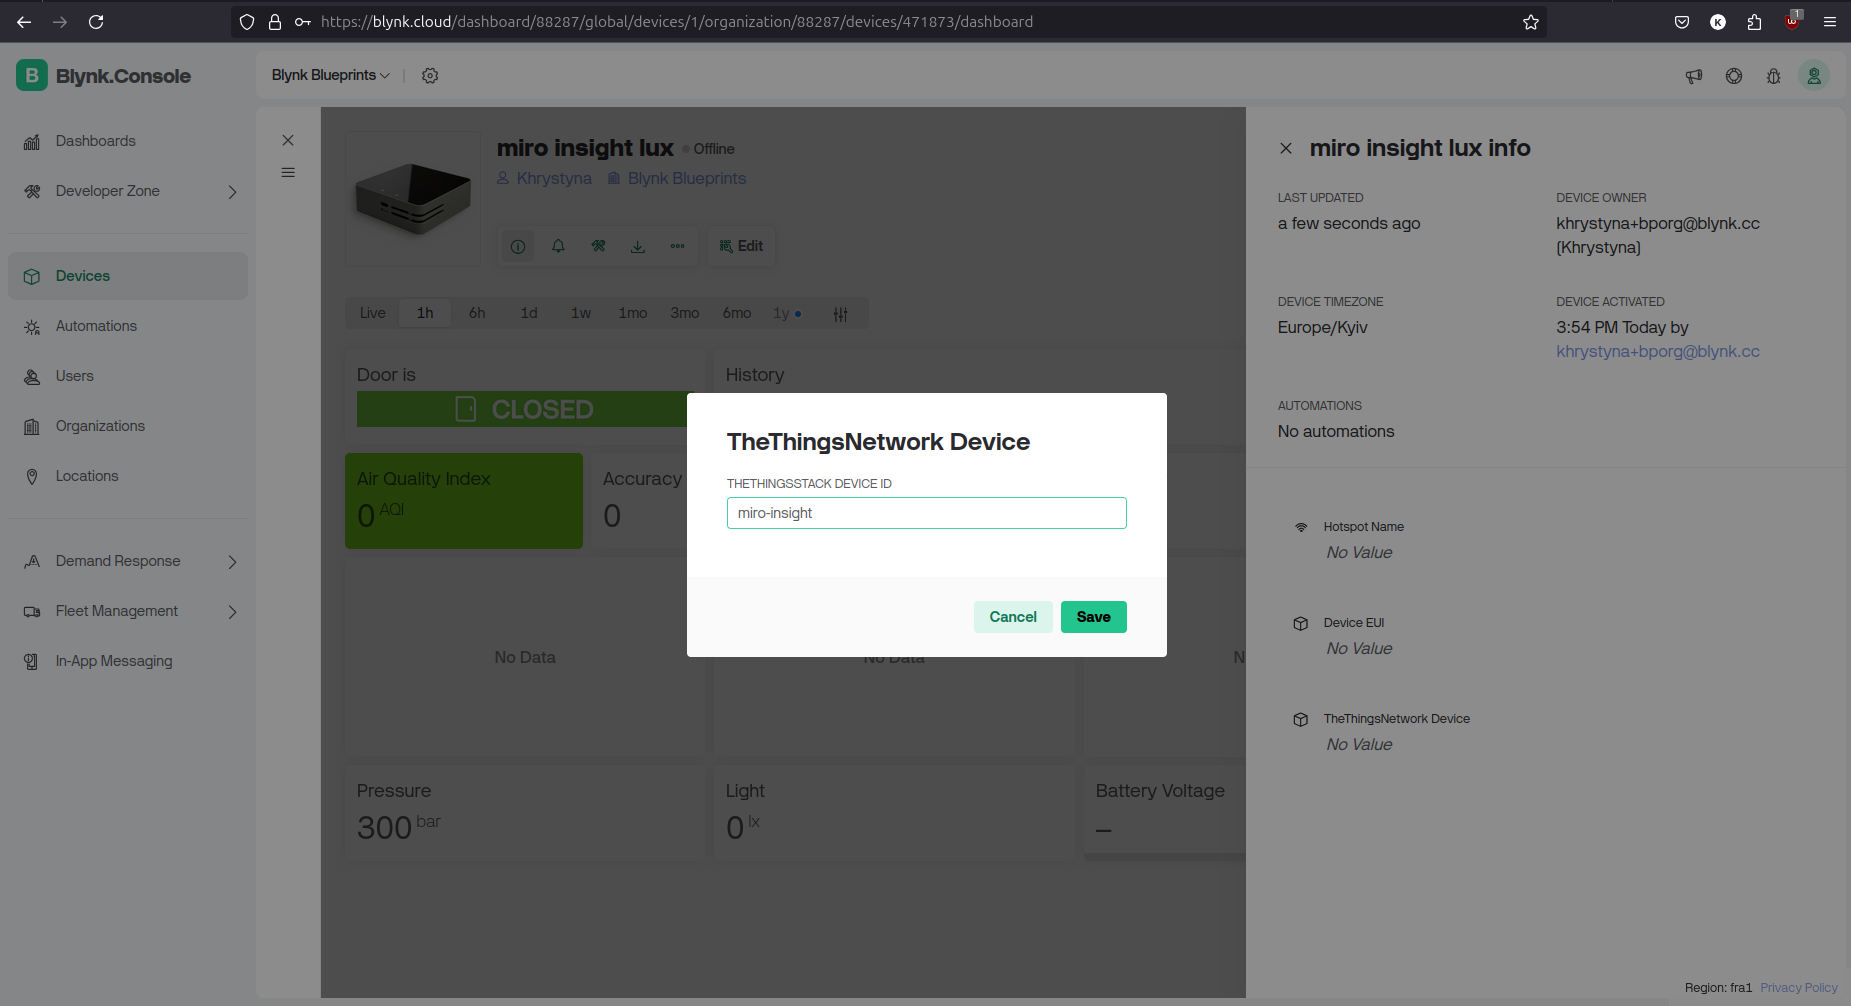 https://blynk.cloud/dashboard/88287/global/devices/1/organization/88287/devices/471873/dashboard
K
1
B Blynk.Console
Blynk Blueprints
Dashboards
Developer Zone
Devices
Automations
Users
Organizations
Locations
Demand Response
Fleet Management
In-App Messaging
miro insight lux Offline
Khrystyna Blynk Blueprints
Edit
Live 1h 6h 1d 1w 1mo 3mo 6mo 1y
Door is
CLOSED
History
Air Quality Index
0 AQI
Accuracy
0
No Data
No Data
N
Pressure
300 bar
Light
0 lx
Battery Voltage
–
TheThingsNetwork Device
THETHINGSSTACK DEVICE ID
miro-insight
Cancel Save
miro insight lux info
LAST UPDATED
a few seconds ago
DEVICE OWNER
khrystyna+bporg@blynk.cc
(Khrystyna)
DEVICE TIMEZONE
Europe/Kyiv
DEVICE ACTIVATED
3:54 PM Today by
khrystyna+bporg@blynk.cc
AUTOMATIONS
No automations
Hotspot Name
No Value
Device EUI
No Value
TheThingsNetwork Device
No Value
Region: fra1 Privacy Policy